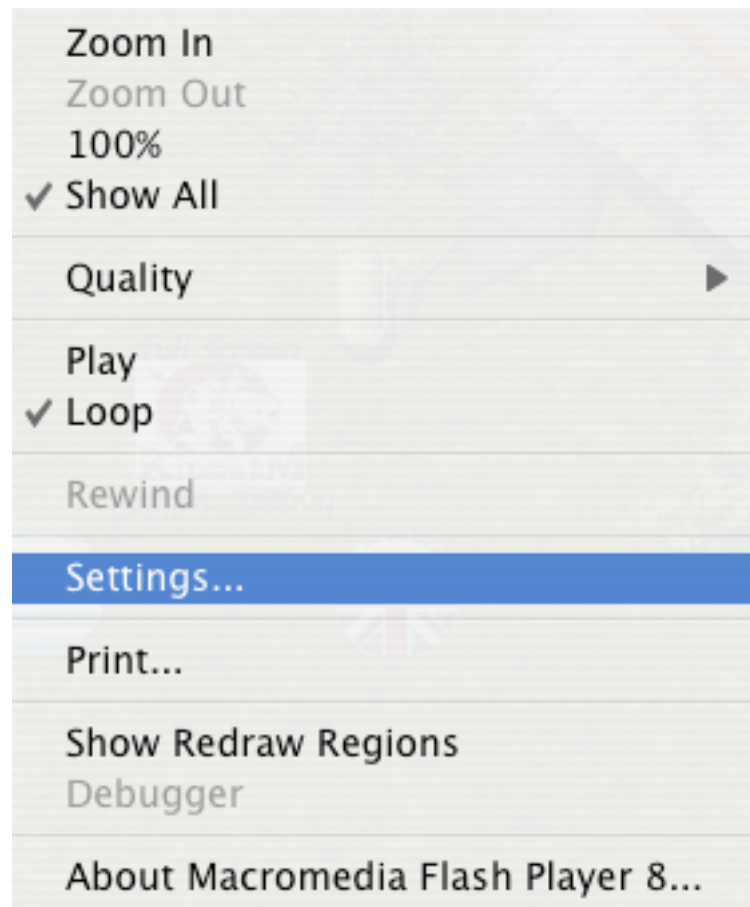 Zoom In
Zoom Out
100%
Show All
Quality
Play
Loop
Rewind
Settings...
Print...
Show Redraw Regions
Debugger
About Macromedia Flash Player 8...